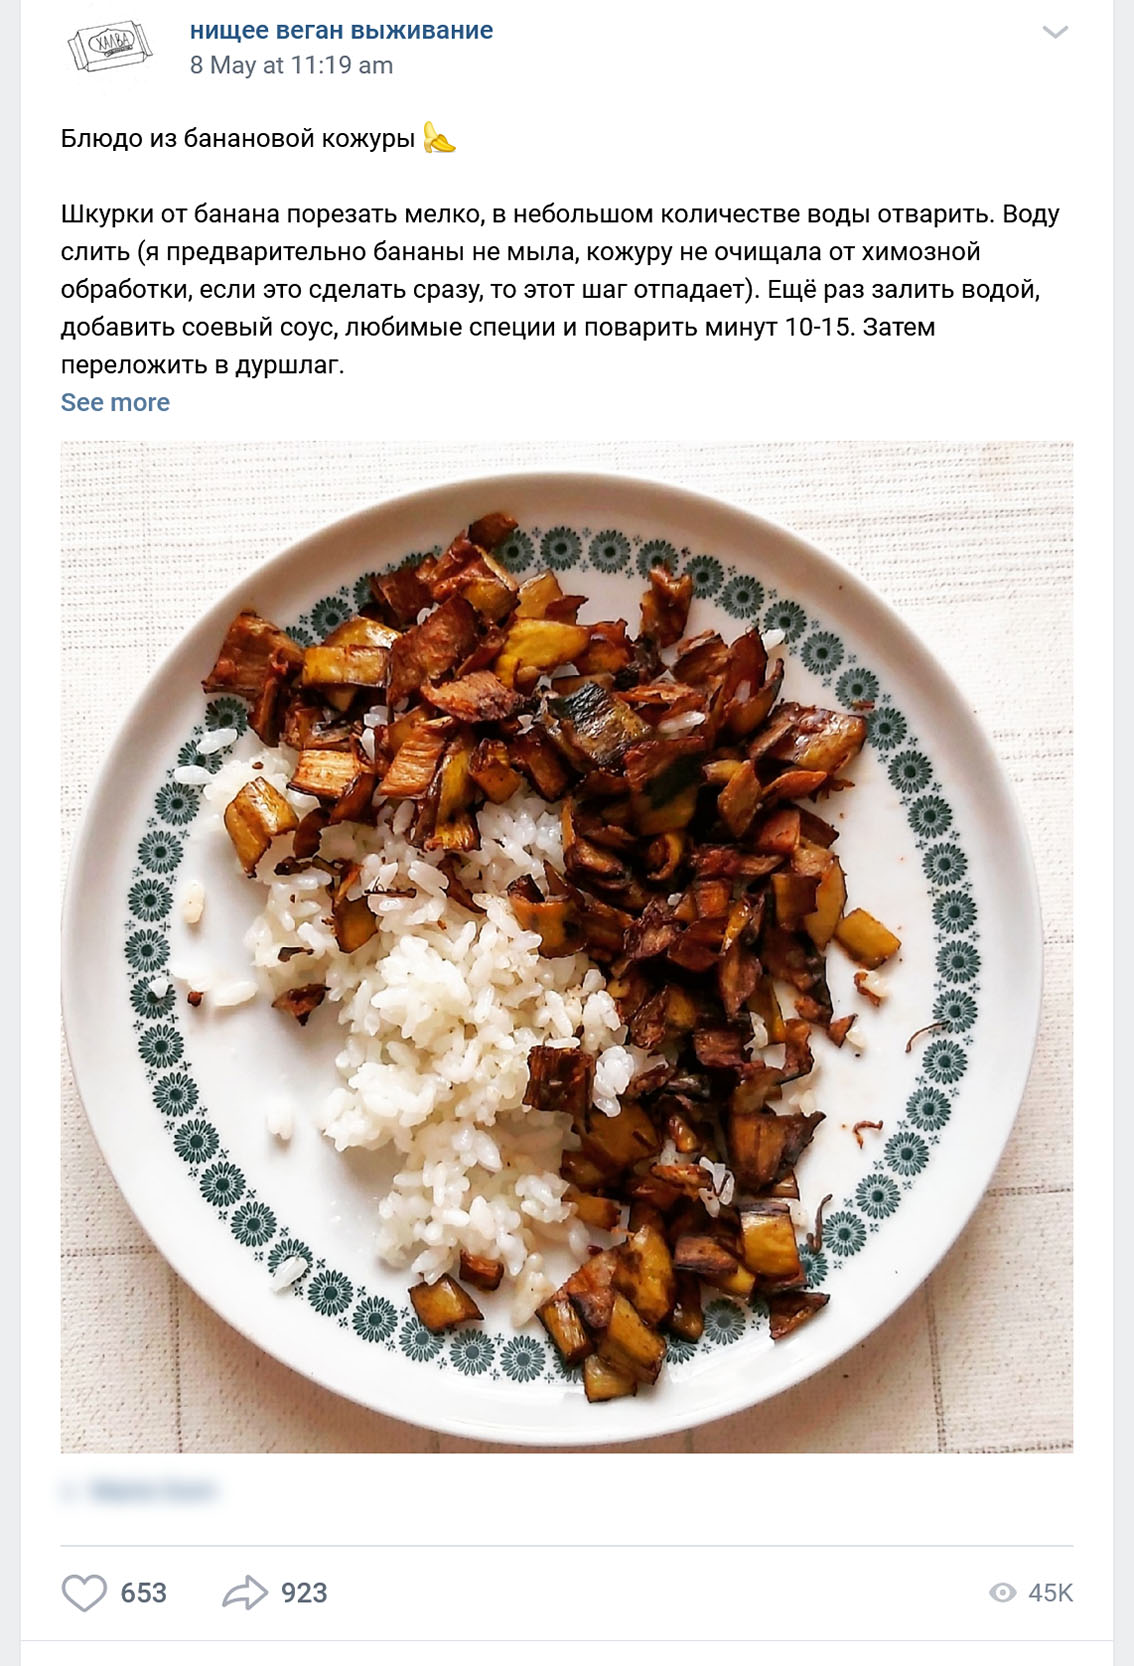 ХАЛВА
нищее веган выживание
8 May at 11:19 am
Блюдо из банановой кожуры
Шкурки от банана порезать мелко, в небольшом количестве воды отварить. Воду
слить (я предварительно бананы не мыла, кожуру не очищала от химозной
обработки, если это сделать сразу, то этот шаг отпадает). Ещё раз залить водой,
добавить соевый соус, любимые специи и поварить минут 10-15. Затем
переложить в дуршлаг.
See more
653 923 45K